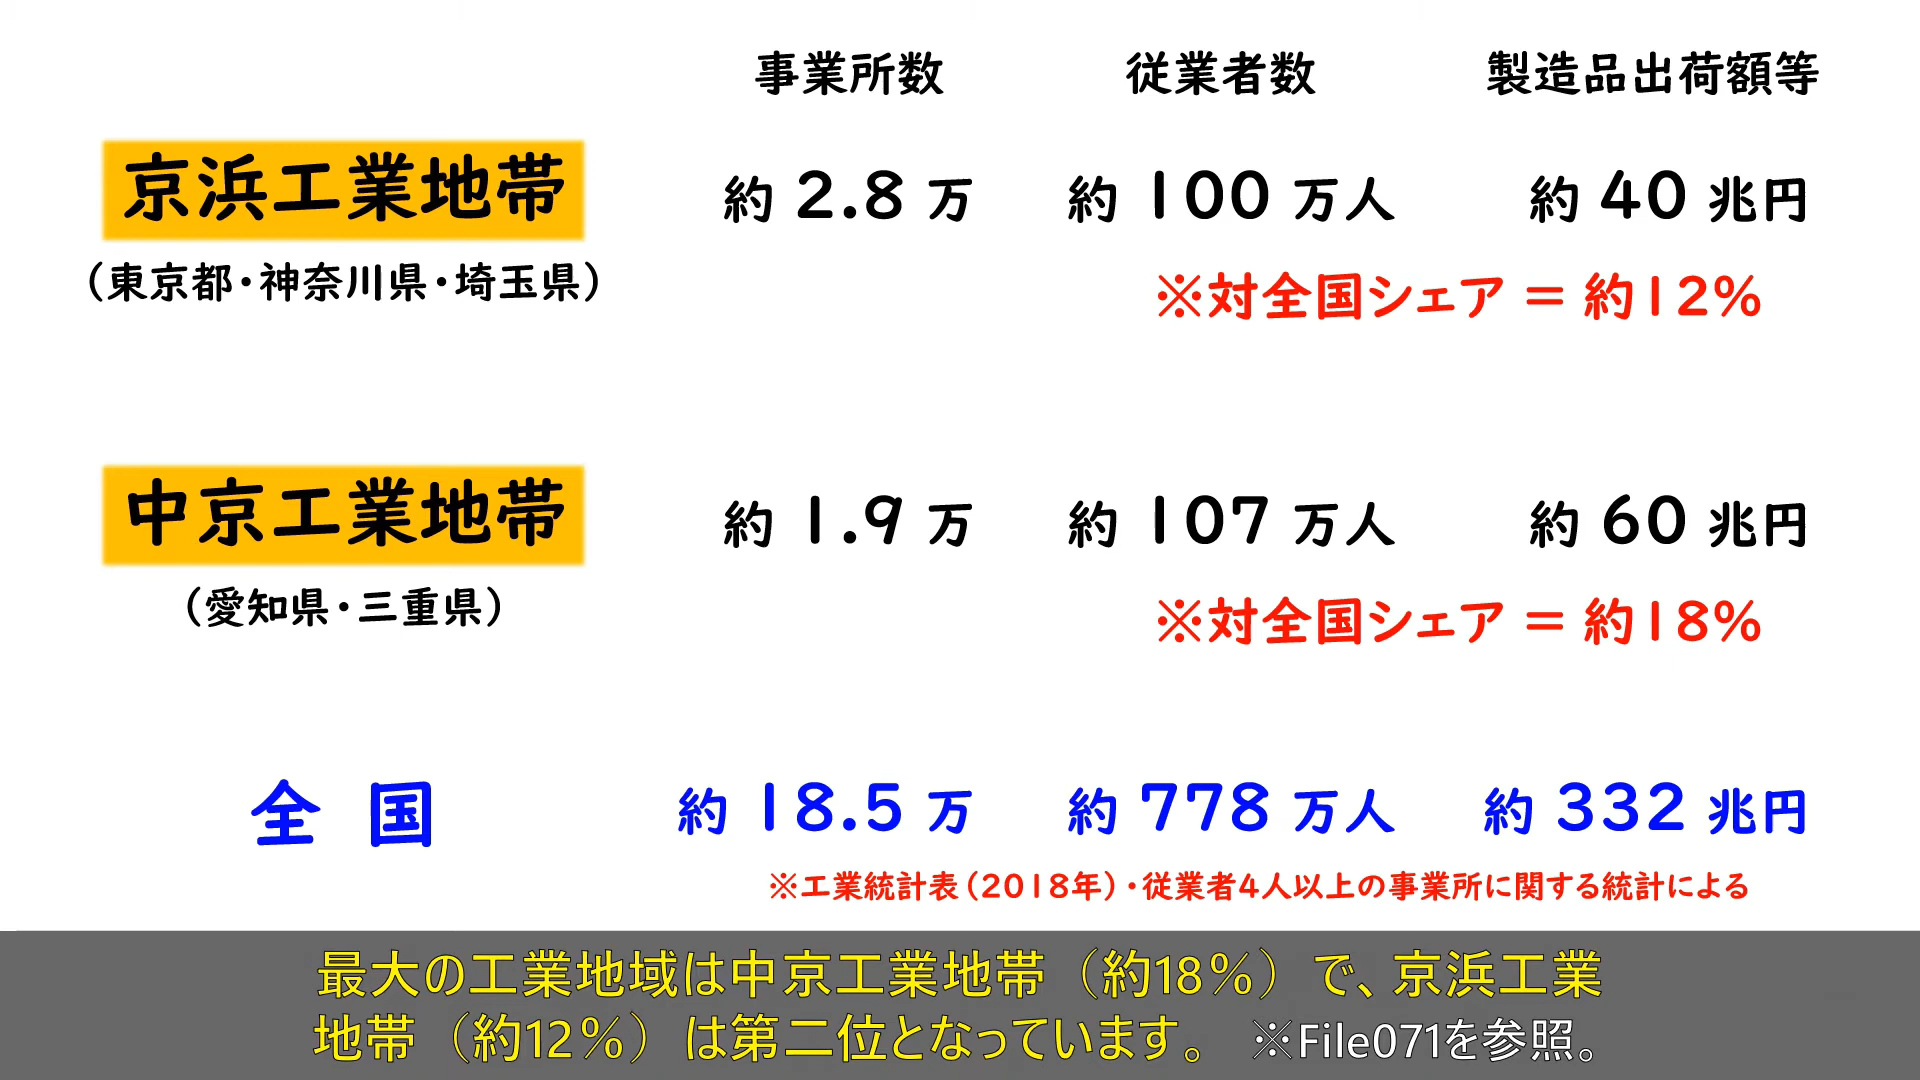 事業所数 従業者数 製造品出荷額等
京浜工業地帯 約 2.8 万 約 100 万人 約 40 兆円
（東京都・神奈川県・埼玉県） ※対全国シェア = 約12%
中京工業地帯 約 1.9 万 約 107 万人 約 60 兆円
（愛知県・三重県） ※対全国シェア = 約18%
全 国 約 18.5 万 約 778 万人 約 332 兆円
※工業統計表（2018年）・従業者4人以上の事業所に関する統計による
最大の工業地域は中京工業地帯（約18％）で、京浜工業
地帯（約12％）は第二位となっています。 ※File071を参照。